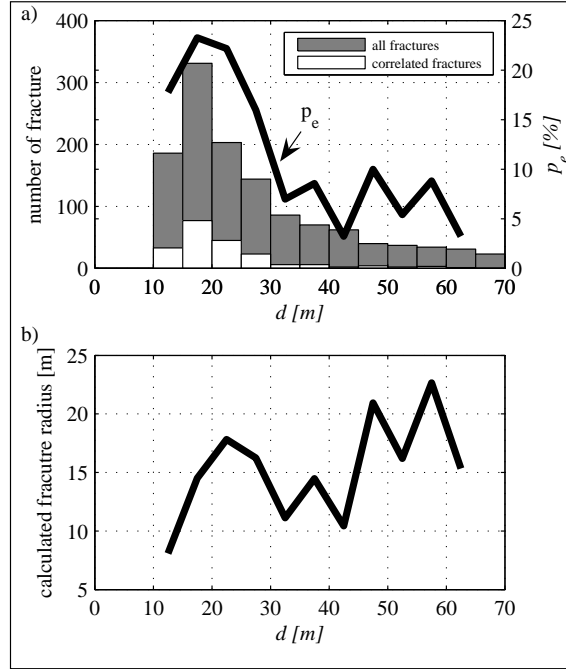 a)
400
300
200
100
0
number of fracture
25
20
15
10
5
0
p_e [%]
all fractures
correlated fractures
p_e
0 10 20 30 40 50 60 70
d [m]
b)
25
20
15
10
5
calculated fracutre radius [m]
0 10 20 30 40 50 60 70
d [m]